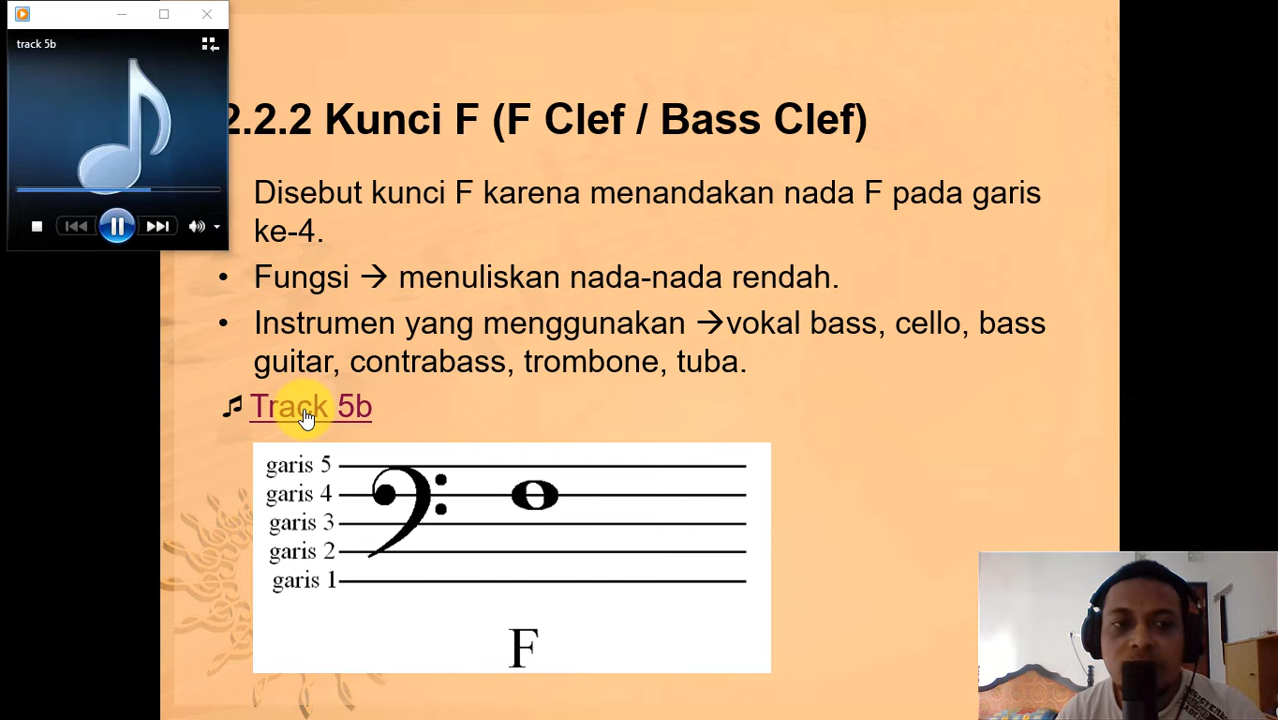 track 5b
2.2.2 Kunci F (F Clef / Bass Clef)
Disebut kunci F karena menandakan nada F pada garis
ke-4.
• Fungsi → menuliskan nada-nada rendah.
• Instrumen yang menggunakan →vokal bass, cello, bass
guitar, contrabass, trombone, tuba.
♫ Track 5b
garis 5
garis 4
garis 3
garis 2
garis 1
F